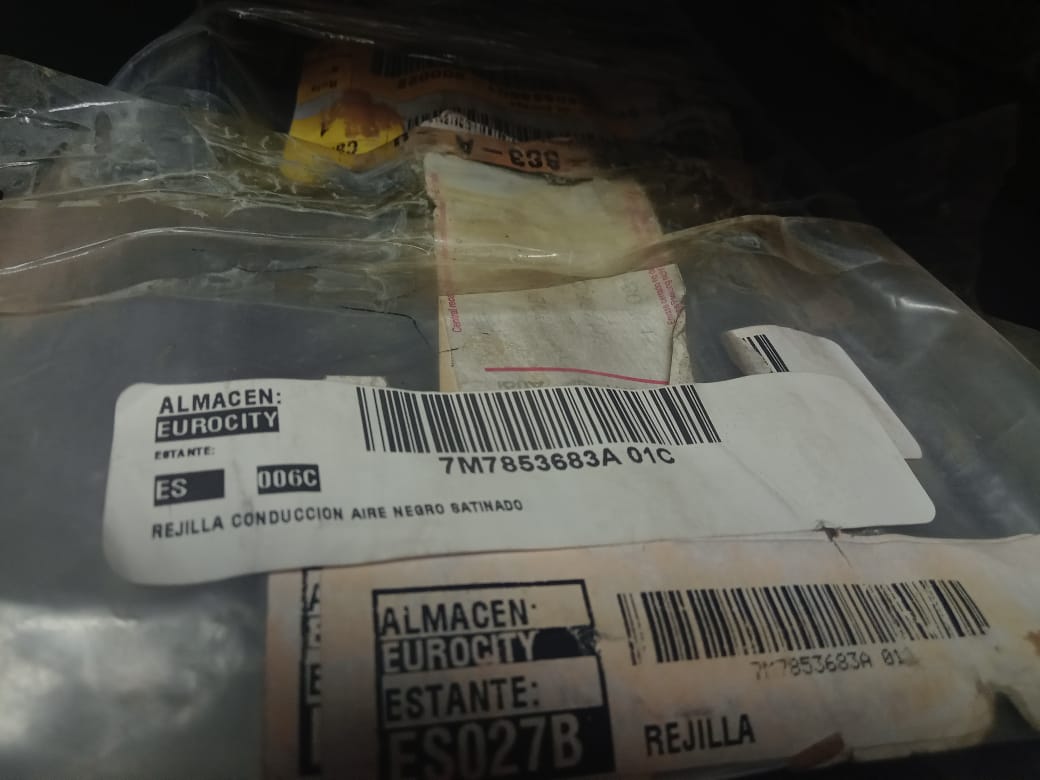 ALMACEN:
EUROCITY
ESTANTE:
ES 006C
7M7853683A 01C
REJILLA CONDUCCION AIRE NEGRO SATINADO
ALMACEN:
EUROCITY
ESTANTE:
ES027B
7M7853683A 01
REJILLA